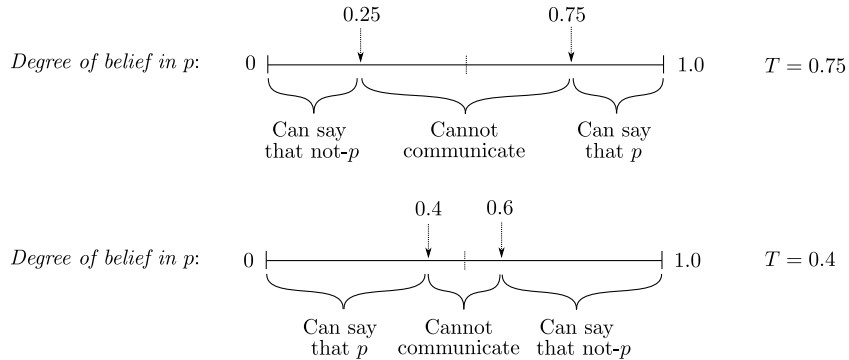 0.25 0.75
Degree of belief in p: 0 1.0 T = 0.75
Can say Cannot Can say
that not-p communicate that p
0.4 0.6
Degree of belief in p: 0 1.0 T = 0.4
Can say Cannot Can say
that p communicate that not-p